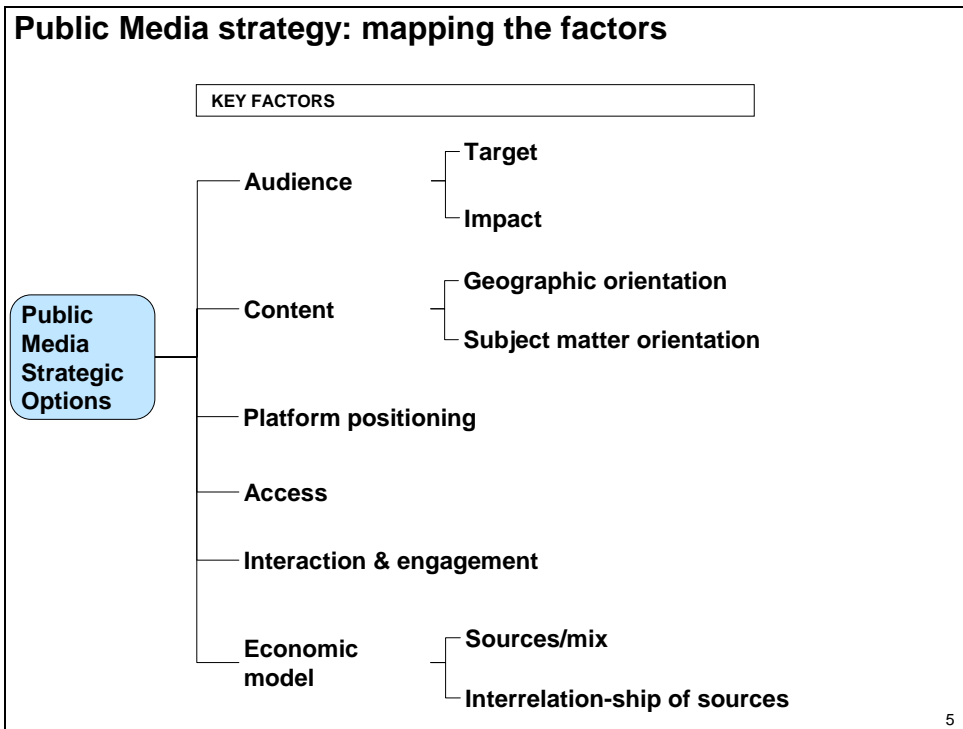 Public Media strategy: mapping the factors
KEY FACTORS
Public
Media
Strategic
Options
Audience
Target
Impact
Content
Geographic orientation
Subject matter orientation
Platform positioning
Access
Interaction & engagement
Economic
model
Sources/mix
Interrelation-ship of sources
5